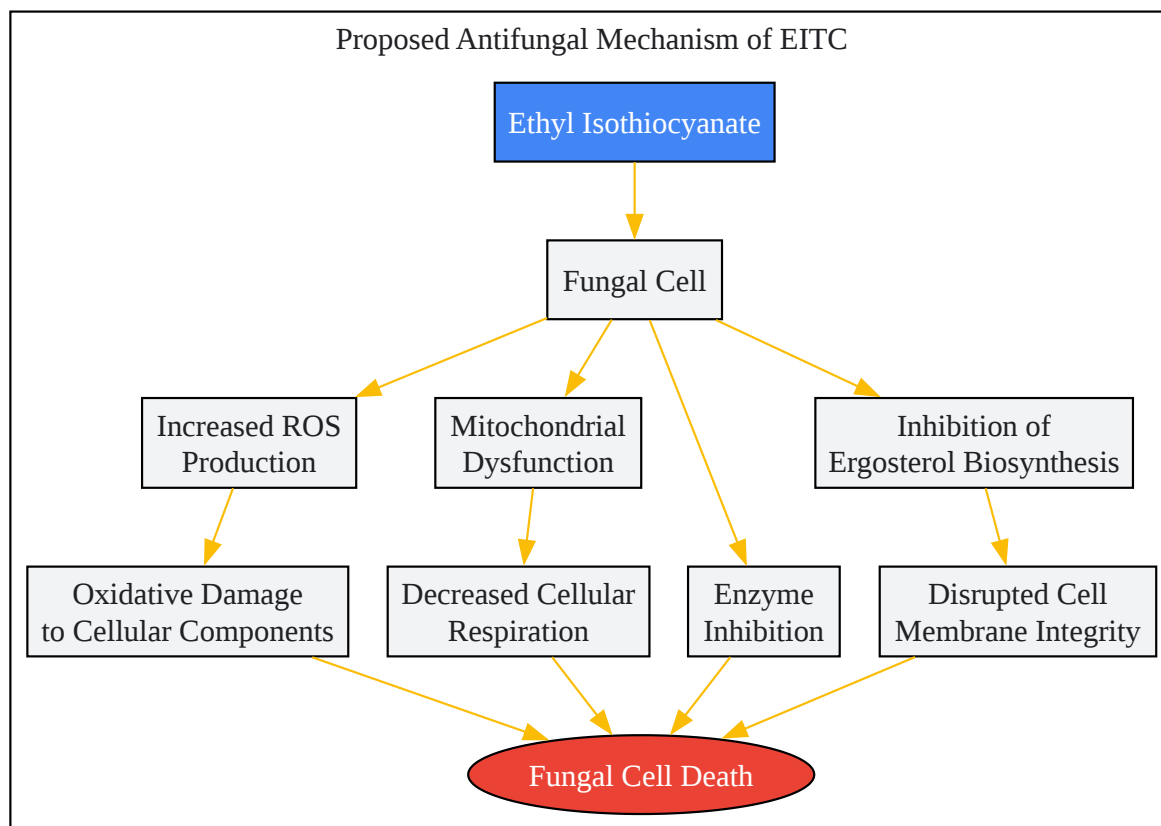 Proposed Antifungal Mechanism of EITC
Ethyl Isothiocyanate
Fungal Cell
Increased ROS
Production
Mitochondrial
Dysfunction
Inhibition of
Ergosterol Biosynthesis
Oxidative Damage
to Cellular Components
Decreased Cellular
Respiration
Enzyme
Inhibition
Disrupted Cell
Membrane Integrity
Fungal Cell Death